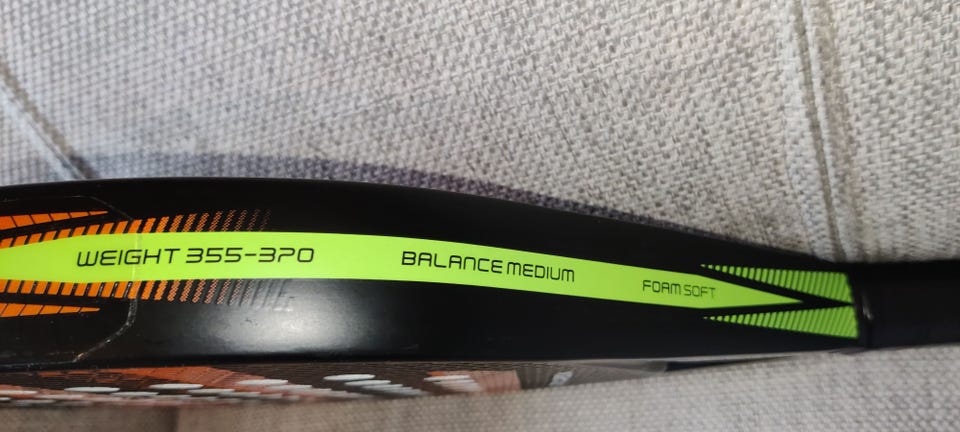 WEIGHT 355-370
BALANCE MEDIUM
FOAM SOFT